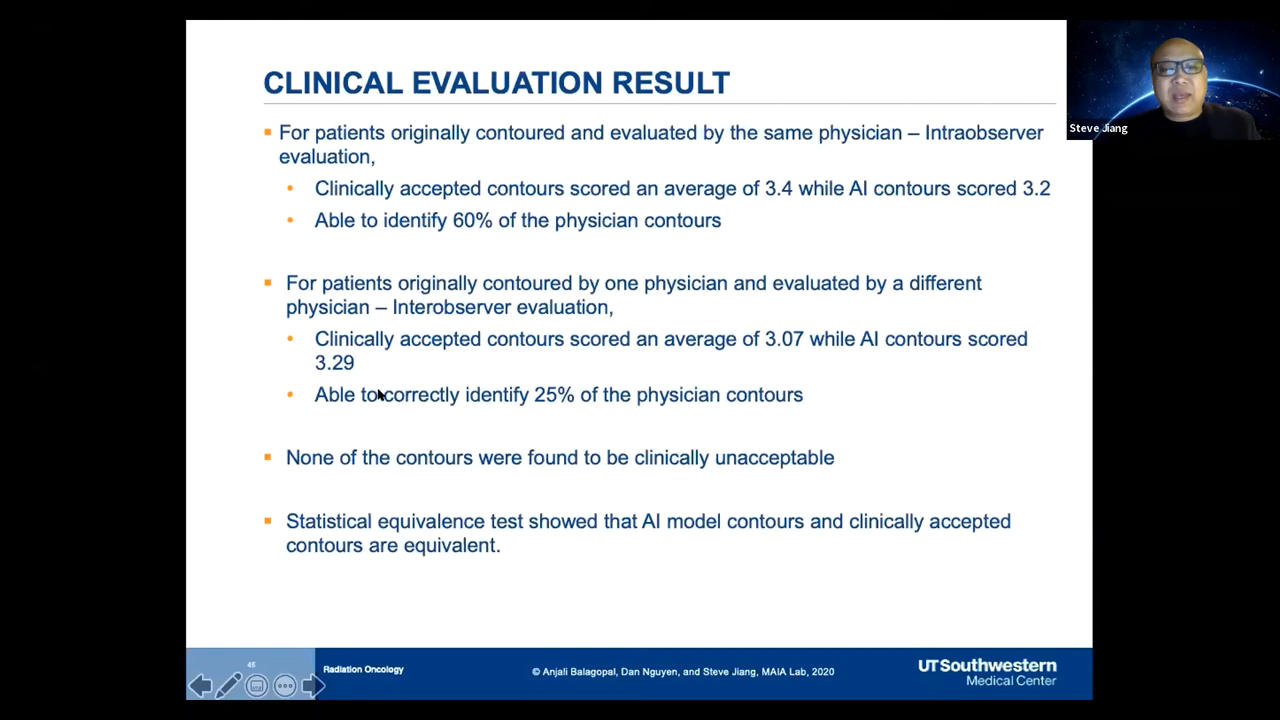 CLINICAL EVALUATION RESULT
▪ For patients originally contoured and evaluated by the same physician – Intraobserver
evaluation,
• Clinically accepted contours scored an average of 3.4 while AI contours scored 3.2
• Able to identify 60% of the physician contours
▪ For patients originally contoured by one physician and evaluated by a different
physician – Interobserver evaluation,
• Clinically accepted contours scored an average of 3.07 while AI contours scored
3.29
• Able to correctly identify 25% of the physician contours
▪ None of the contours were found to be clinically unacceptable
▪ Statistical equivalence test showed that AI model contours and clinically accepted
contours are equivalent.
Steve Jiang
45
Radiation Oncology
© Anjali Balagopal, Dan Nguyen, and Steve Jiang, MAIA Lab, 2020
UTSouthwestern
Medical Center